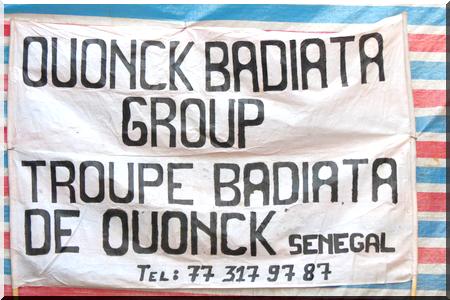 OUONCK BADIATA
GROUP
TROUPE BADIATA
DE OUONCK SENEGAL
TEL: 77 317 97 87